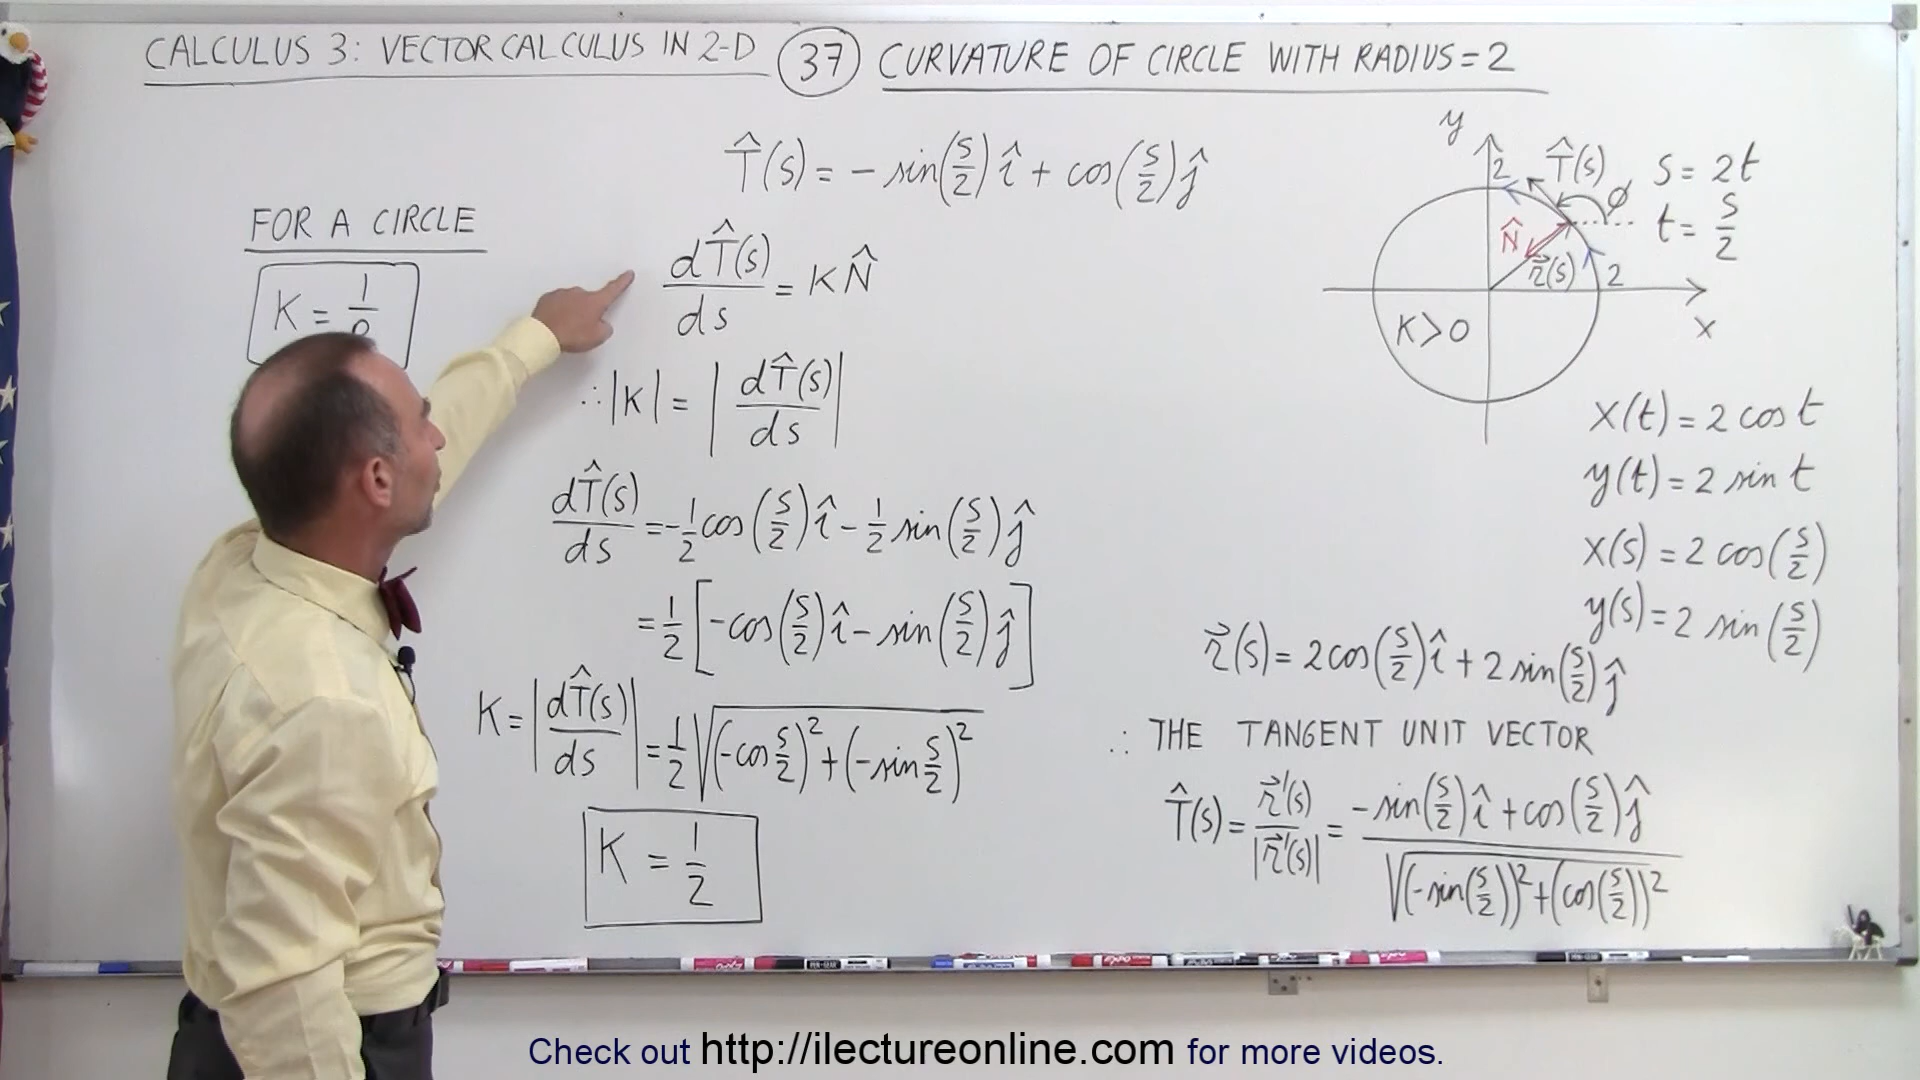 CALCULUS 3: VECTOR CALCULUS IN 2-D (37) CURVATURE OF CIRCLE WITH RADIUS = 2
T̂(s) = - sin(s/2) î + cos(s/2) ĵ
FOR A CIRCLE
K = 1/
dT̂(s)/ds = K N̂
∴ |K| = | dT̂(s)/ds |
dT̂(s)/ds = -1/2 cos(s/2) î - 1/2 sin(s/2) ĵ
= 1/2 [ -cos(s/2) î - sin(s/2) ĵ ]
K = | dT̂(s)/ds | = 1/2 √((-cos s/2)² + (-sin s/2)²)
K = 1/2
y
2 T̂(s) ϕ
N̂ r⃗(s) 2
x
K > 0
s = 2t
t = s/2
x(t) = 2 cos t
y(t) = 2 sin t
x(s) = 2 cos(s/2)
y(s) = 2 sin(s/2)
r⃗(s) = 2cos(s/2) î + 2 sin(s/2) ĵ
∴ THE TANGENT UNIT VECTOR
T̂(s) = r⃗'(s)/|r⃗'(s)| = (-sin(s/2) î + cos(s/2) ĵ)/√((-sin(s/2))² + (cos(s/2))²)
Check out http://ilectureonline.com for more videos.